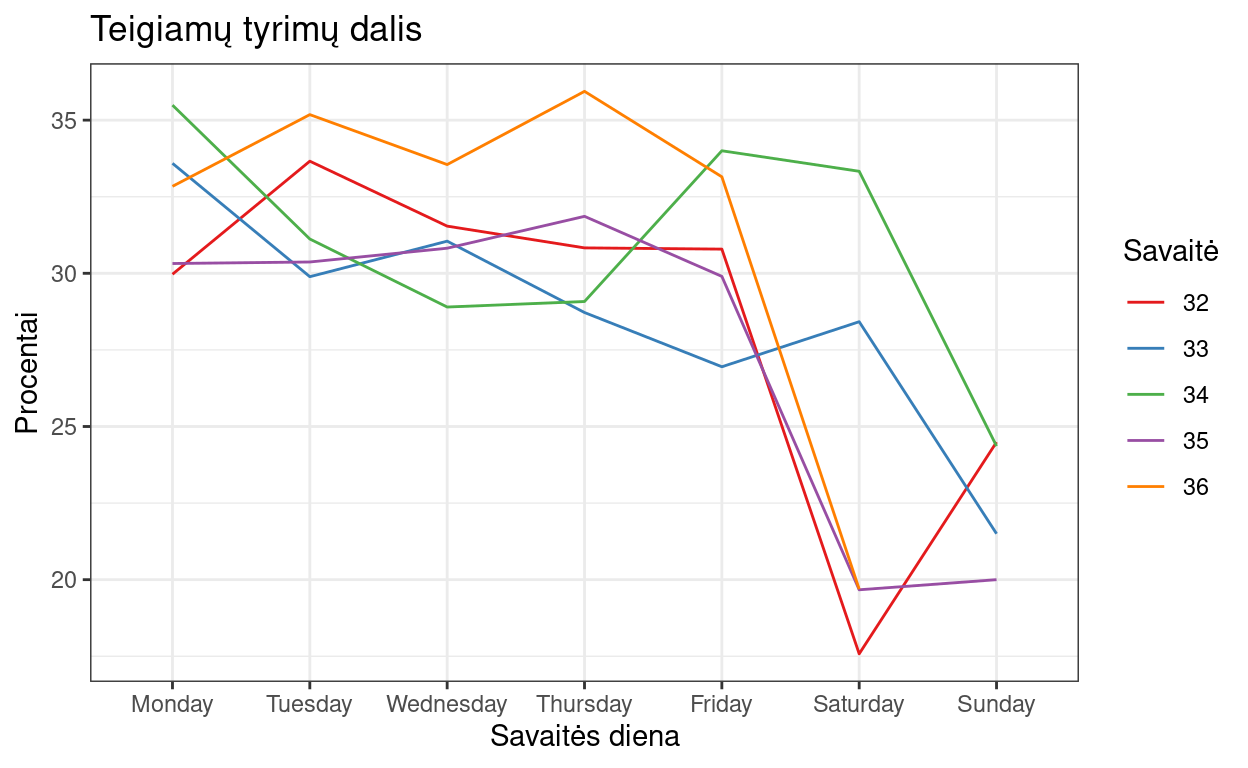 Teigiamų tyrimų dalis
35
30
25
20
Procentai
Monday Tuesday Wednesday Thursday Friday Saturday Sunday
Savaitės diena
Savaitė
32
33
34
35
36